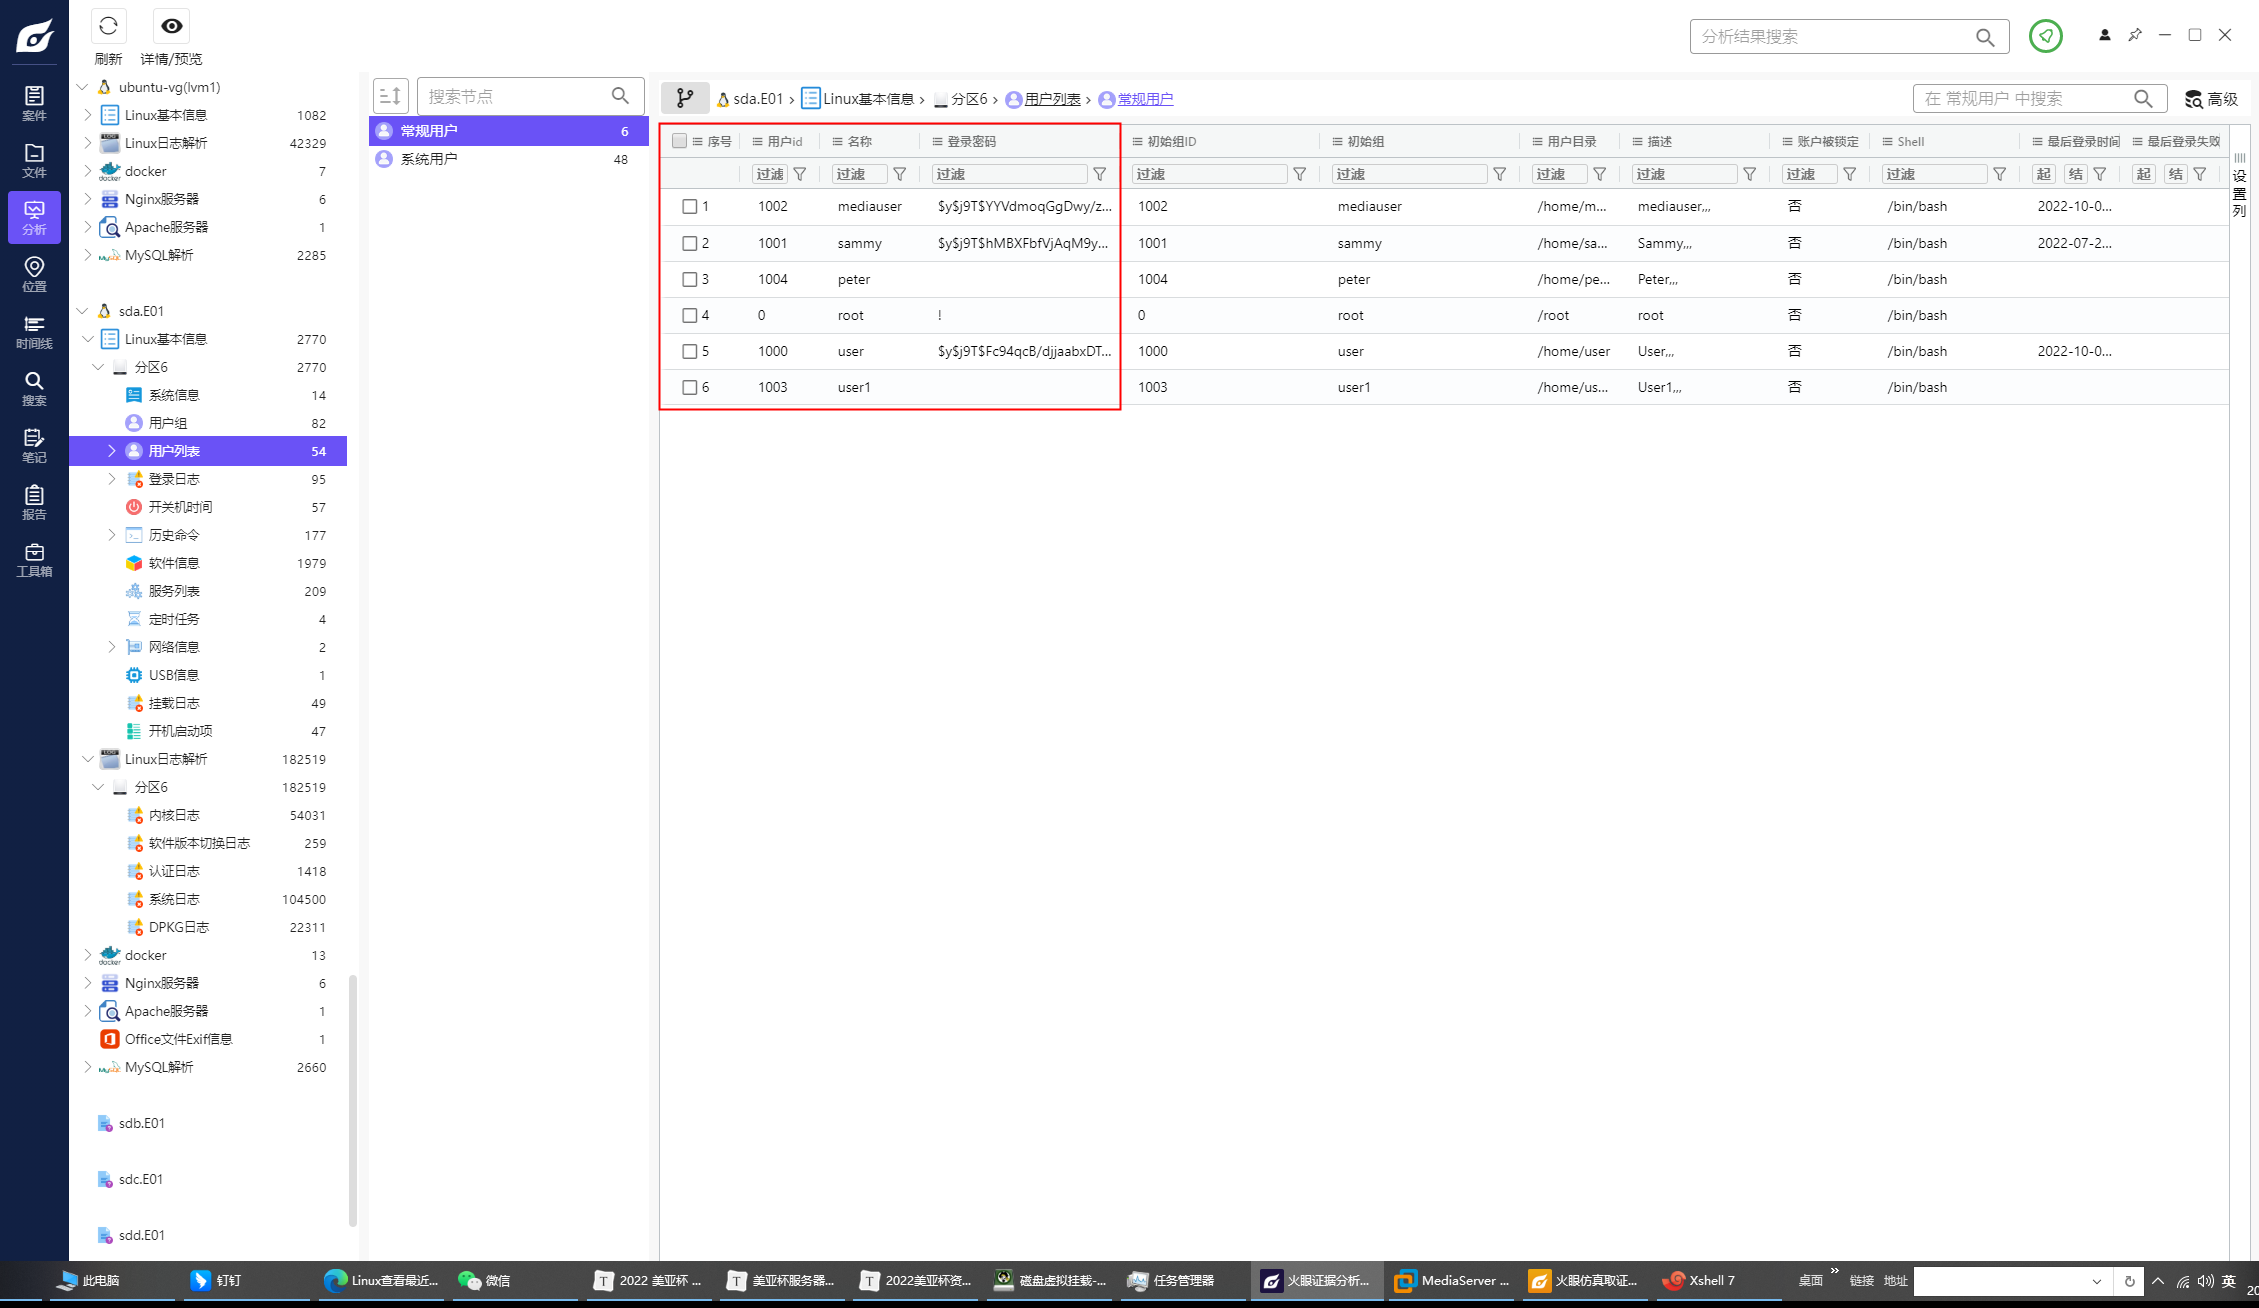 刷新
详情/预览
分析结果搜索
案件
文件
分析
位置
时间线
搜索
笔记
报告
工具箱
ubuntu-vg(lvm1)
Linux基本信息 1082
Linux日志解析 42329
docker 7
Nginx服务器 6
Apache服务器 1
MySQL解析 2285
sda.E01
Linux基本信息 2770
分区6 2770
系统信息 14
用户组 82
用户列表 54
登录日志 95
开关机时间 57
历史命令 177
软件信息 1979
服务列表 209
定时任务 4
网络信息 2
USB信息 1
挂载日志 49
开机启动项 47
Linux日志解析 182519
分区6 182519
内核日志 54031
软件版本切换日志 259
认证日志 1418
系统日志 104500
DPKG日志 22311
docker 13
Nginx服务器 6
Apache服务器 1
Office文件Exif信息 1
MySQL解析 2660
sdb.E01
sdc.E01
sdd.E01
搜索节点
常规用户 6
系统用户 48
sda.E01 › Linux基本信息 › 分区6 › 用户列表 › 常规用户
在 常规用户 中搜索
高级
序号 用户id 名称 登录密码 初始组ID 初始组 用户目录 描述 账户被锁定 Shell 最后登录时间 最后登录失败
过滤 过滤 过滤 过滤 过滤 过滤 过滤 过滤 过滤 起 结 起 结
1 1002 mediauser $y$j9T$YYVdmoqGgDwy/z... 1002 mediauser /home/m... mediauser,,, 否 /bin/bash 2022-10-0...
2 1001 sammy $y$j9T$hMBXFbfVjAqM9y... 1001 sammy /home/sa... Sammy,,, 否 /bin/bash 2022-07-2...
3 1004 peter 1004 peter /home/pe... Peter,,, 否 /bin/bash
4 0 root ! 0 root /root root 否 /bin/bash
5 1000 user $y$j9T$Fc94qcB/djjaabxDT... 1000 user /home/user User,,, 否 /bin/bash 2022-10-0...
6 1003 user1 1003 user1 /home/us... User1,,, 否 /bin/bash
设置列
此电脑
钉钉
Linux查看最近...
微信
2022 美亚杯 ...
美亚杯服务器...
2022美亚杯资...
磁盘虚拟挂载-...
任务管理器
火眼证据分析...
MediaServer ...
火眼仿真取证...
Xshell 7
桌面
链接
地址
英
20